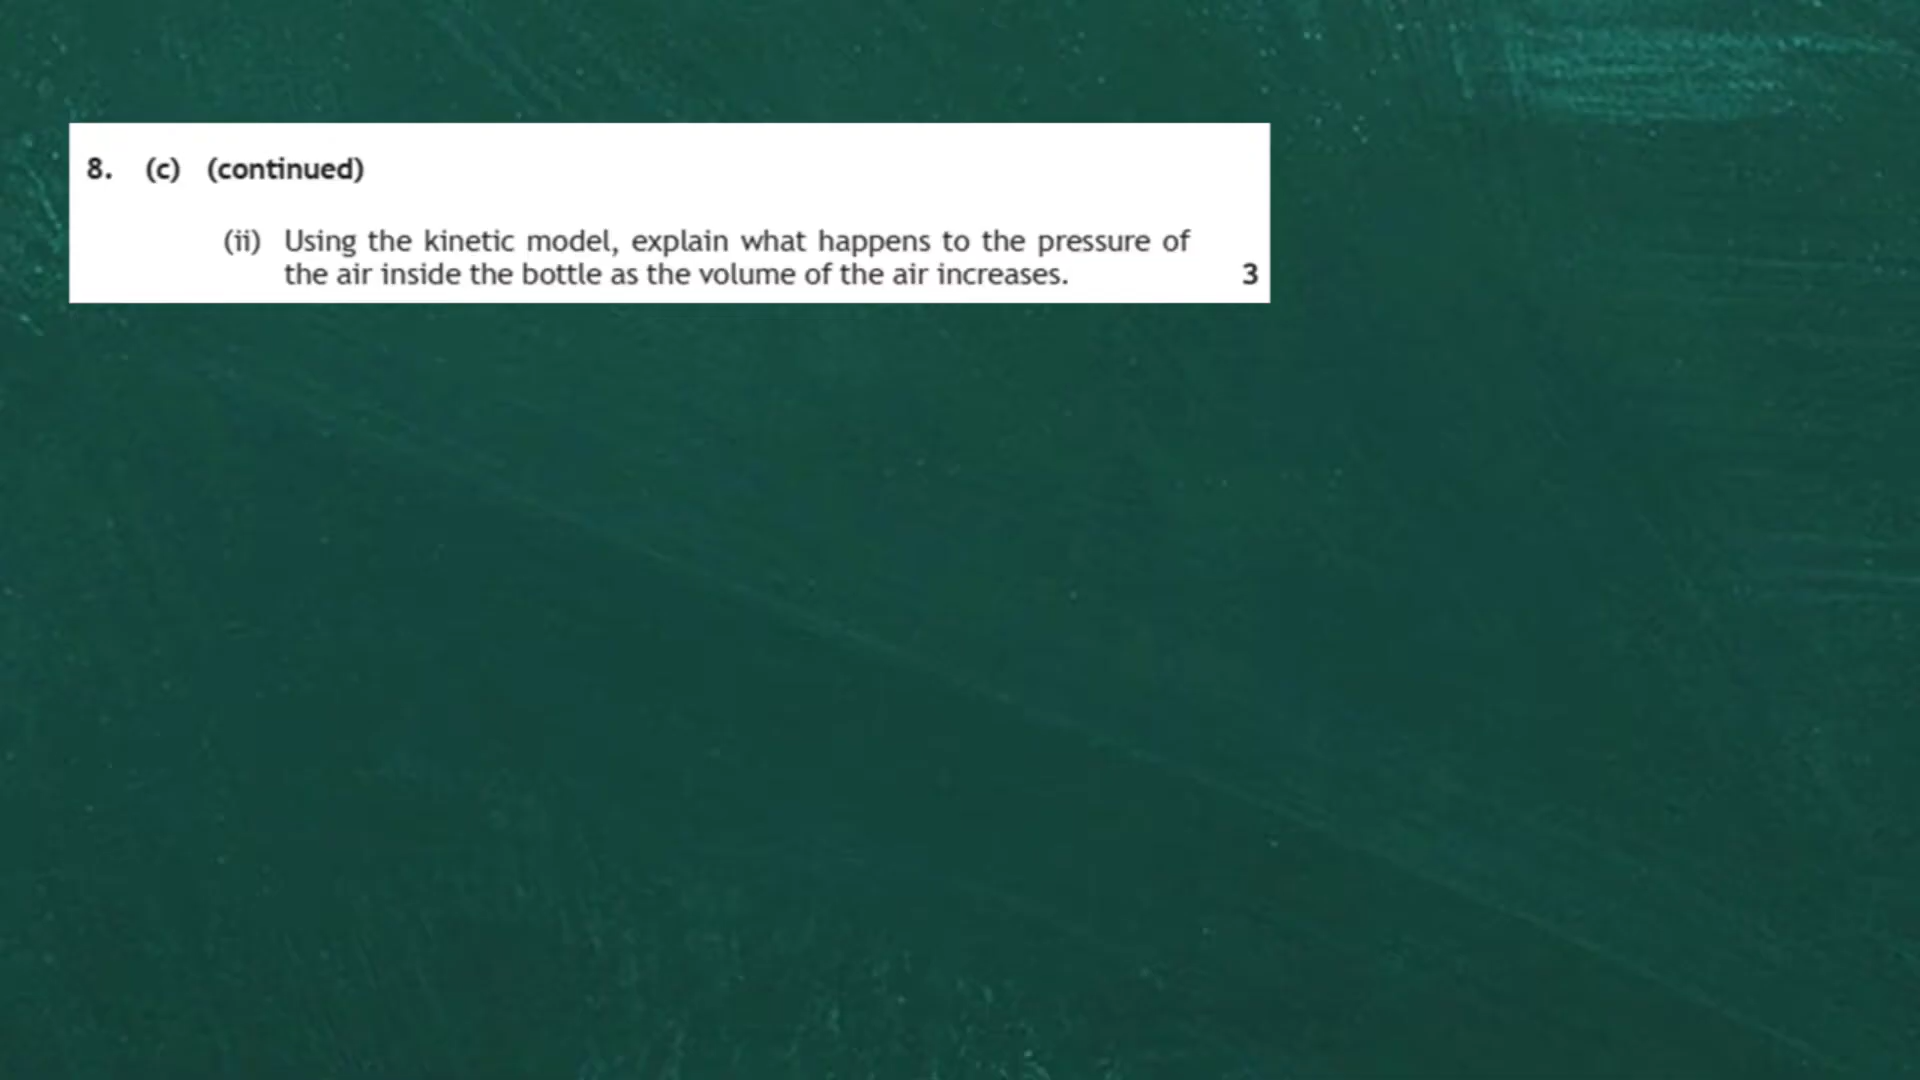 8. (c) (continued)
(ii) Using the kinetic model, explain what happens to the pressure of
the air inside the bottle as the volume of the air increases. 3